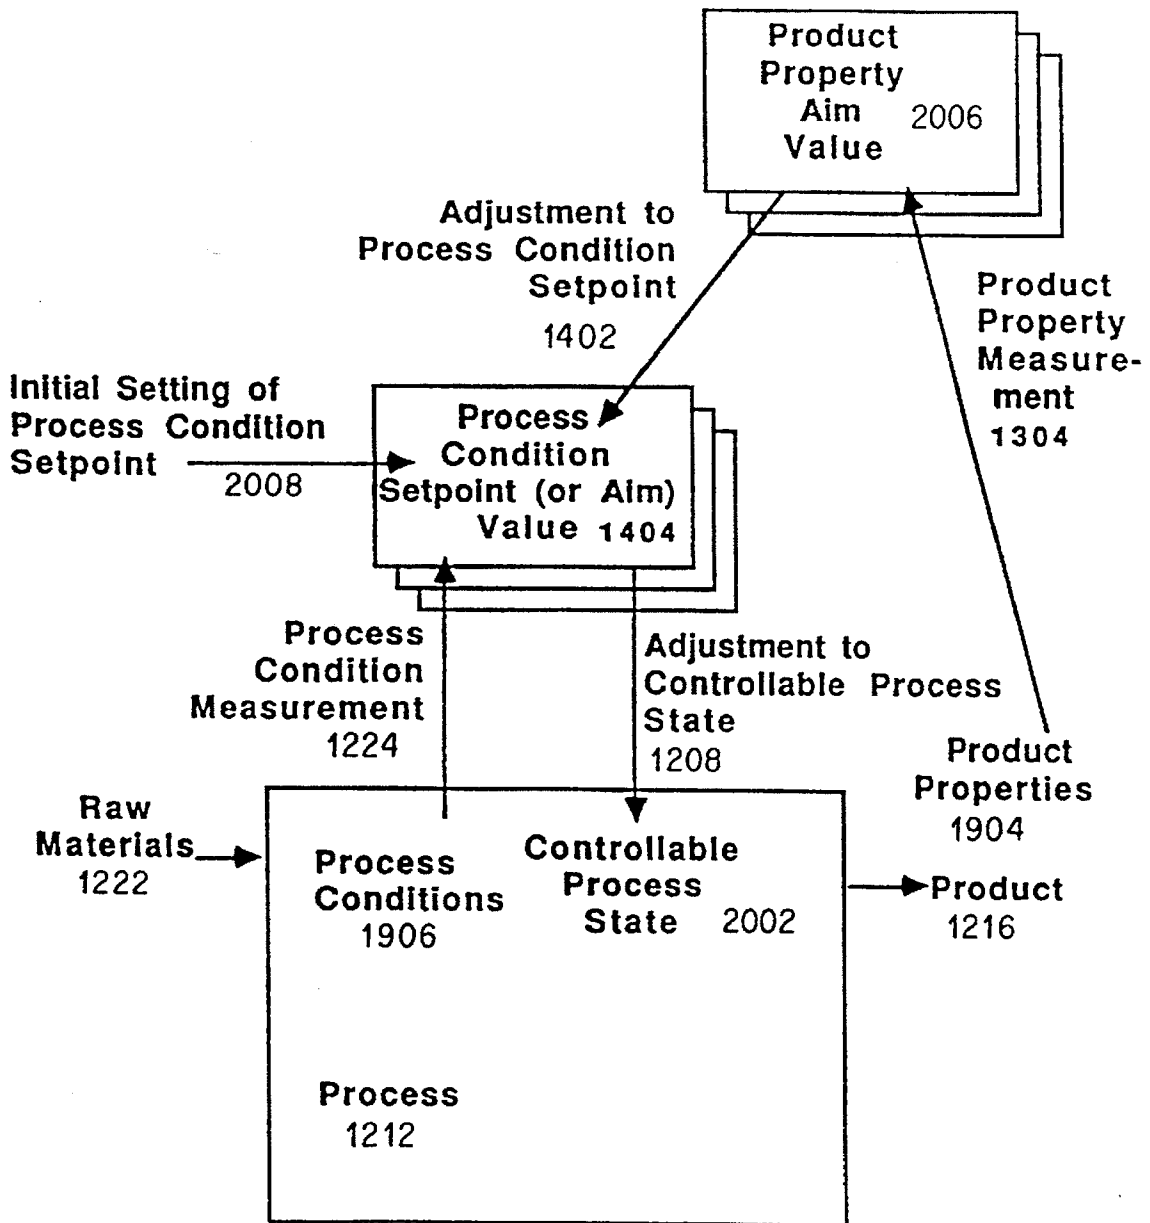 Product
Property
Aim
Value 2006
Adjustment to
Process Condition
Setpoint
1402
Product
Property
Measure-
ment
1304
Initial Setting of
Process Condition
Setpoint
2008
Process
Condition
Setpoint (or Aim)
Value 1404
Process
Condition
Measurement
1224
Adjustment to
Controllable Process
State
1208
Product
Properties
1904
Raw
Materials
1222
Process
Conditions
1906
Controllable
Process
State 2002
Product
1216
Process
1212